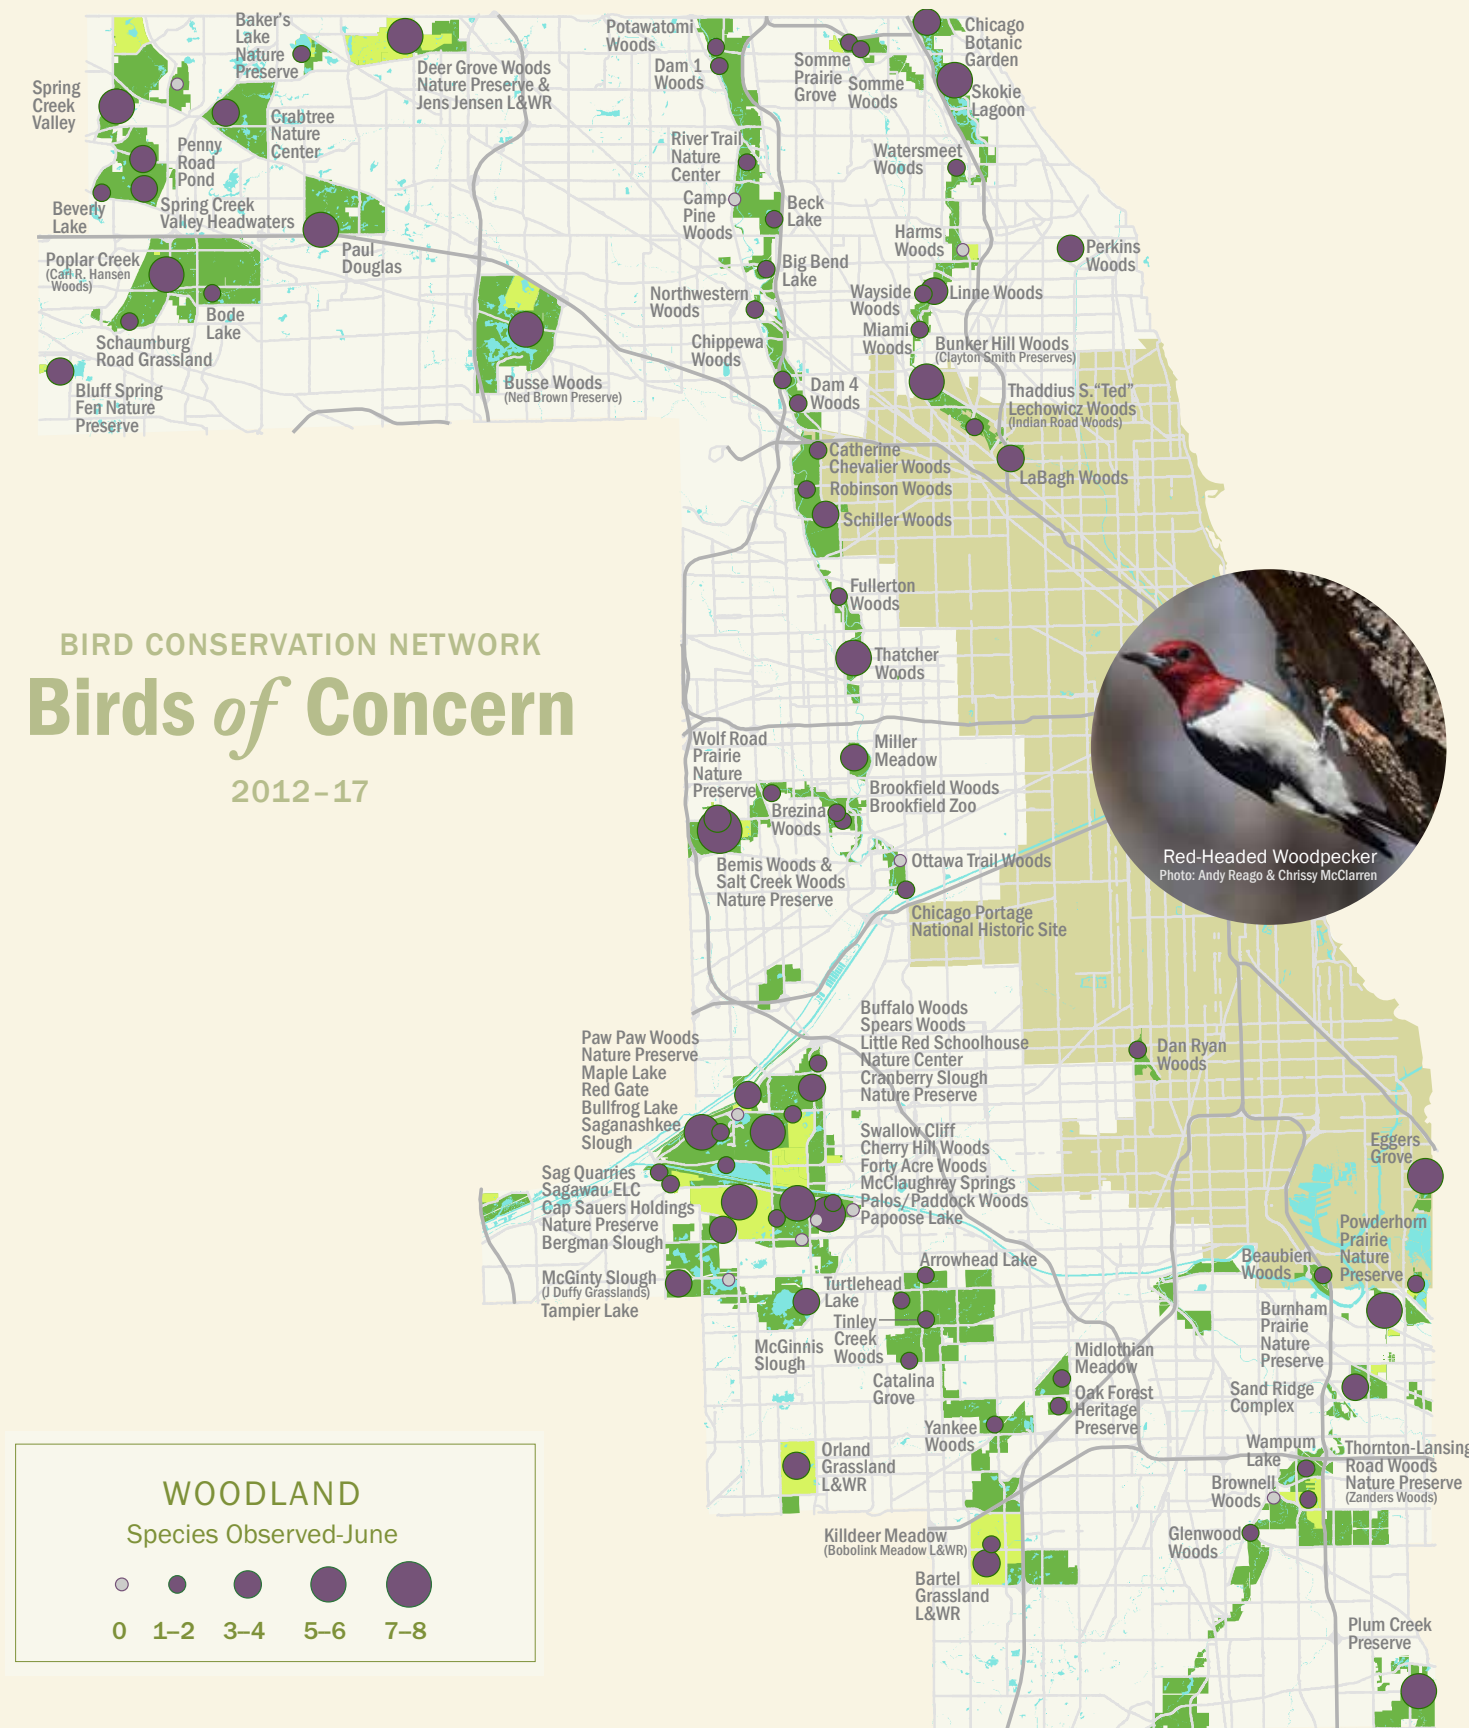 Baker's
Lake
Nature
Preserve
Deer Grove Woods
Nature Preserve &
Jens Jensen L&WR
Spring
Creek
Valley
Crabtree
Nature
Center
Penny
Road
Pond
Beverly
Lake
Spring Creek
Valley Headwaters
Paul
Douglas
Poplar Creek
(Carl R. Hansen
Woods)
Bode
Lake
Schaumburg
Road Grassland
Bluff Spring
Fen Nature
Preserve
Busse Woods
(Ned Brown Preserve)
Potawatomi
Woods
Dam 1
Woods
Somme
Prairie
Grove
Somme
Woods
Chicago
Botanic
Garden
Skokie
Lagoon
River Trail
Nature
Center
Watersmeet
Woods
Camp
Pine
Woods
Beck
Lake
Harms
Woods
Perkins
Woods
Big Bend
Lake
Northwestern
Woods
Wayside
Woods
Linne Woods
Miami
Woods
Chippewa
Woods
Bunker Hill Woods
(Clayton Smith Preserves)
Dam 4
Woods
Thaddius S. "Ted"
Lechowicz Woods
(Indian Road Woods)
Catherine
Chevalier Woods
LaBagh Woods
Robinson Woods
Schiller Woods
Fullerton
Woods
Thatcher
Woods
BIRD CONSERVATION NETWORK
Birds of Concern
2012–17
Wolf Road
Prairie
Nature
Preserve
Miller
Meadow
Brookfield Woods
Brookfield Zoo
Brezina
Woods
Bemis Woods &
Salt Creek Woods
Nature Preserve
Ottawa Trail Woods
Chicago Portage
National Historic Site
Red-Headed Woodpecker
Photo: Andy Reago & Chrissy McClarren
Paw Paw Woods
Nature Preserve
Maple Lake
Red Gate
Bullfrog Lake
Saganashkee
Slough
Buffalo Woods
Spears Woods
Little Red Schoolhouse
Nature Center
Cranberry Slough
Nature Preserve
Dan Ryan
Woods
Swallow Cliff
Cherry Hill Woods
Forty Acre Woods
McClaughrey Springs
Palos/Paddock Woods
Papoose Lake
Sag Quarries
Sagawau ELC
Cap Sauers Holdings
Nature Preserve
Bergman Slough
McGinty Slough
(J Duffy Grasslands)
Tampier Lake
Eggers
Grove
Powderhorn
Prairie
Nature
Preserve
Beaubien
Woods
Burnham
Prairie
Nature
Preserve
Arrowhead Lake
Turtlehead
Lake
Tinley
Creek
Woods
McGinnis
Slough
Catalina
Grove
Midlothian
Meadow
Oak Forest
Heritage
Preserve
Yankee
Woods
Sand Ridge
Complex
Wampum
Lake
Thornton-Lansing
Road Woods
Nature Preserve
(Zanders Woods)
Brownell
Woods
Glenwood
Woods
Orland
Grassland
L&WR
Killdeer Meadow
(Bobolink Meadow L&WR)
Bartel
Grassland
L&WR
Plum Creek
Preserve
WOODLAND
Species Observed-June
0 1–2 3–4 5–6 7–8